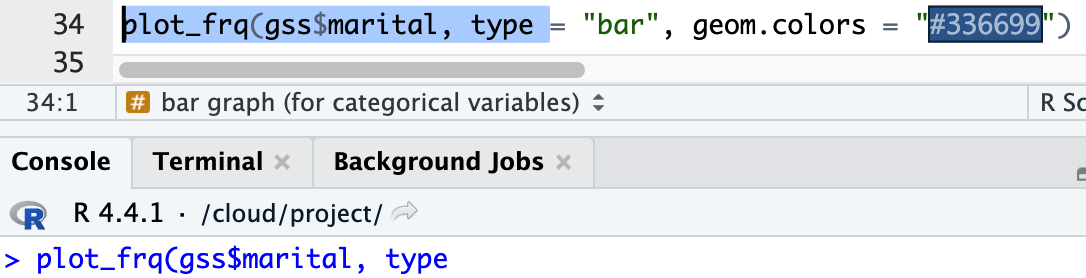 34 plot_frq(gss$marital, type = "bar", geom.colors = "#336699")
35
34:1 # bar graph (for categorical variables) R Sc
Console Terminal × Background Jobs ×
R R 4.4.1 · /cloud/project/
> plot_frq(gss$marital, type